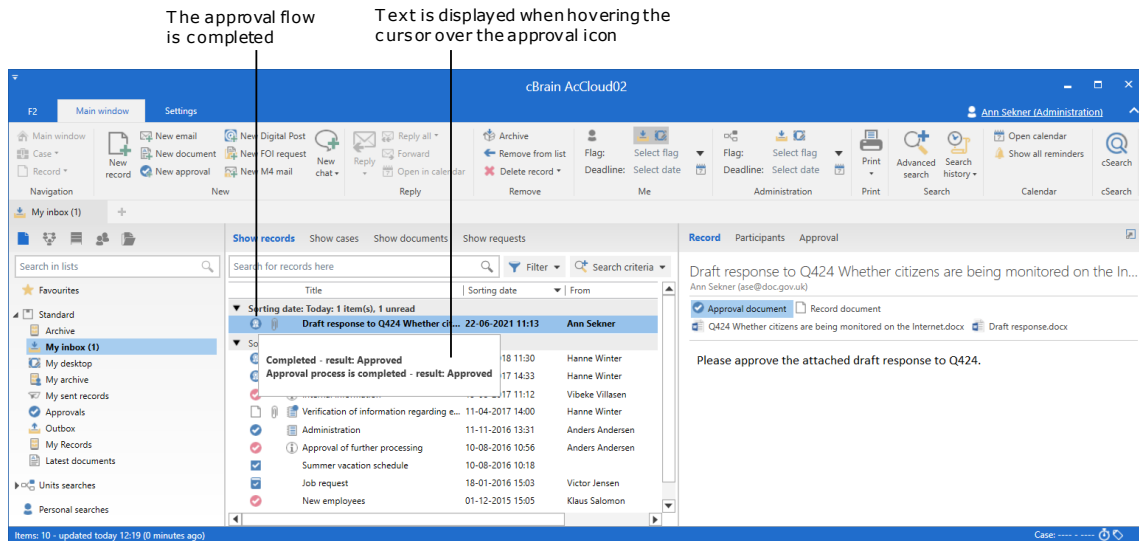 The approval flow
is completed
Text is displayed when hovering the
cursor over the approval icon
cBrain AcCloud02
F2 Main window Settings Ann Sekner (Administration)
Main window
Case
Record
Navigation
New record
New email
New document
New approval
New Digital Post
New FOI request
New M4 mail
New chat
New
Reply
Reply all
Forward
Open in calendar
Reply
Archive
Remove from list
Delete record
Remove
Flag: Select flag
Deadline: Select date
Me
Flag: Select flag
Deadline: Select date
Administration
Print
Print
Advanced search
Search history
Search
Open calendar
Show all reminders
Calendar
cSearch
cSearch
My inbox (1) +
Search in lists
Favourites
Standard
Archive
My inbox (1)
My desktop
My archive
My sent records
Approvals
Outbox
My Records
Latest documents
Units searches
Personal searches
Show records Show cases Show documents Show requests
Search for records here Filter Search criteria
Title Sorting date From
Sorting date: Today: 1 item(s), 1 unread
Draft response to Q424 Whether cit... 22-06-2021 11:13 Ann Sekner
So
Completed - result: Approved
Approval process is completed - result: Approved
18 11:30 Hanne Winter
17 14:33 Hanne Winter
17 11:12 Vibeke Villasen
Verification of information regarding e... 11-04-2017 14:00 Hanne Winter
Administration 11-11-2016 13:31 Anders Andersen
Approval of further processing 10-08-2016 10:56 Anders Andersen
Summer vacation schedule 10-08-2016 10:18
Job request 18-01-2016 15:03 Victor Jensen
New employees 01-12-2015 15:05 Klaus Salomon
Record Participants Approval
Draft response to Q424 Whether citizens are being monitored on the In...
Ann Sekner (ase@doc.gov.uk)
Approval document Record document
Q424 Whether citizens are being monitored on the Internet.docx Draft response.docx
Please approve the attached draft response to Q424.
Items: 10 - updated today 12:19 (0 minutes ago) Case: ---- - ----